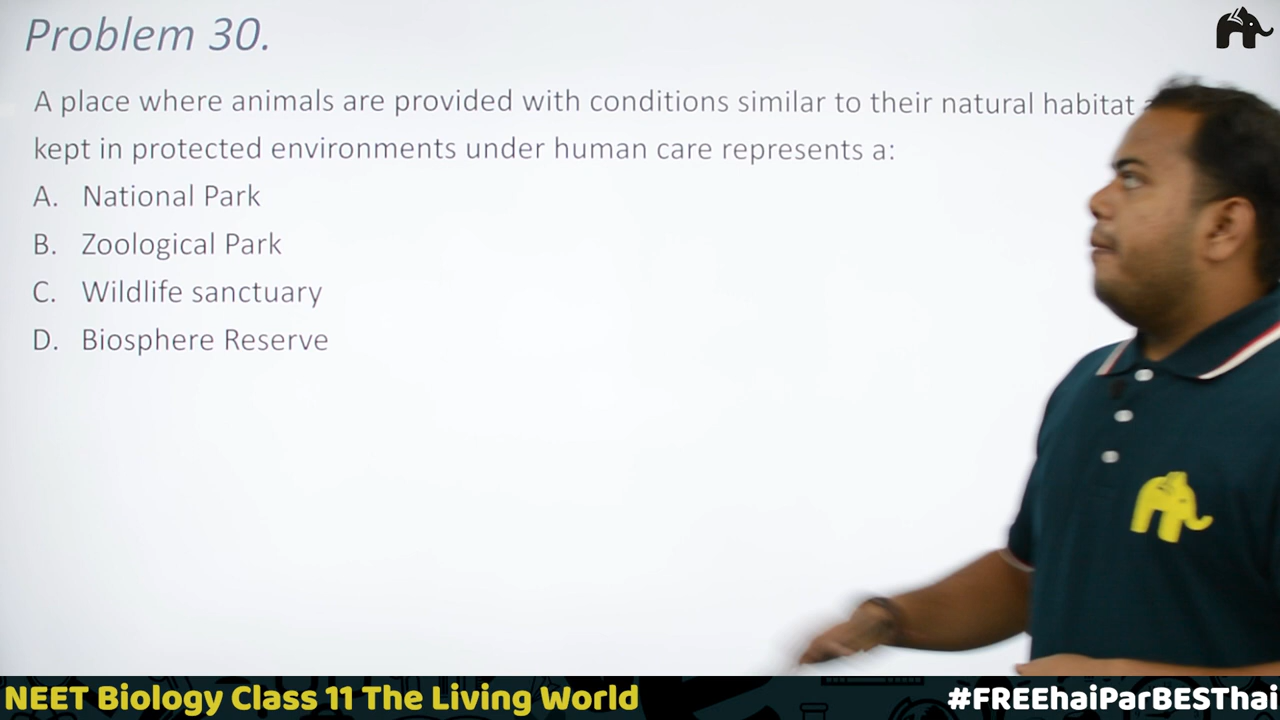 Problem 30.
A place where animals are provided with conditions similar to their natural habitat
kept in protected environments under human care represents a:
A. National Park
B. Zoological Park
C. Wildlife sanctuary
D. Biosphere Reserve
NEET Biology Class 11 The Living World
#FREEhaiParBESThai